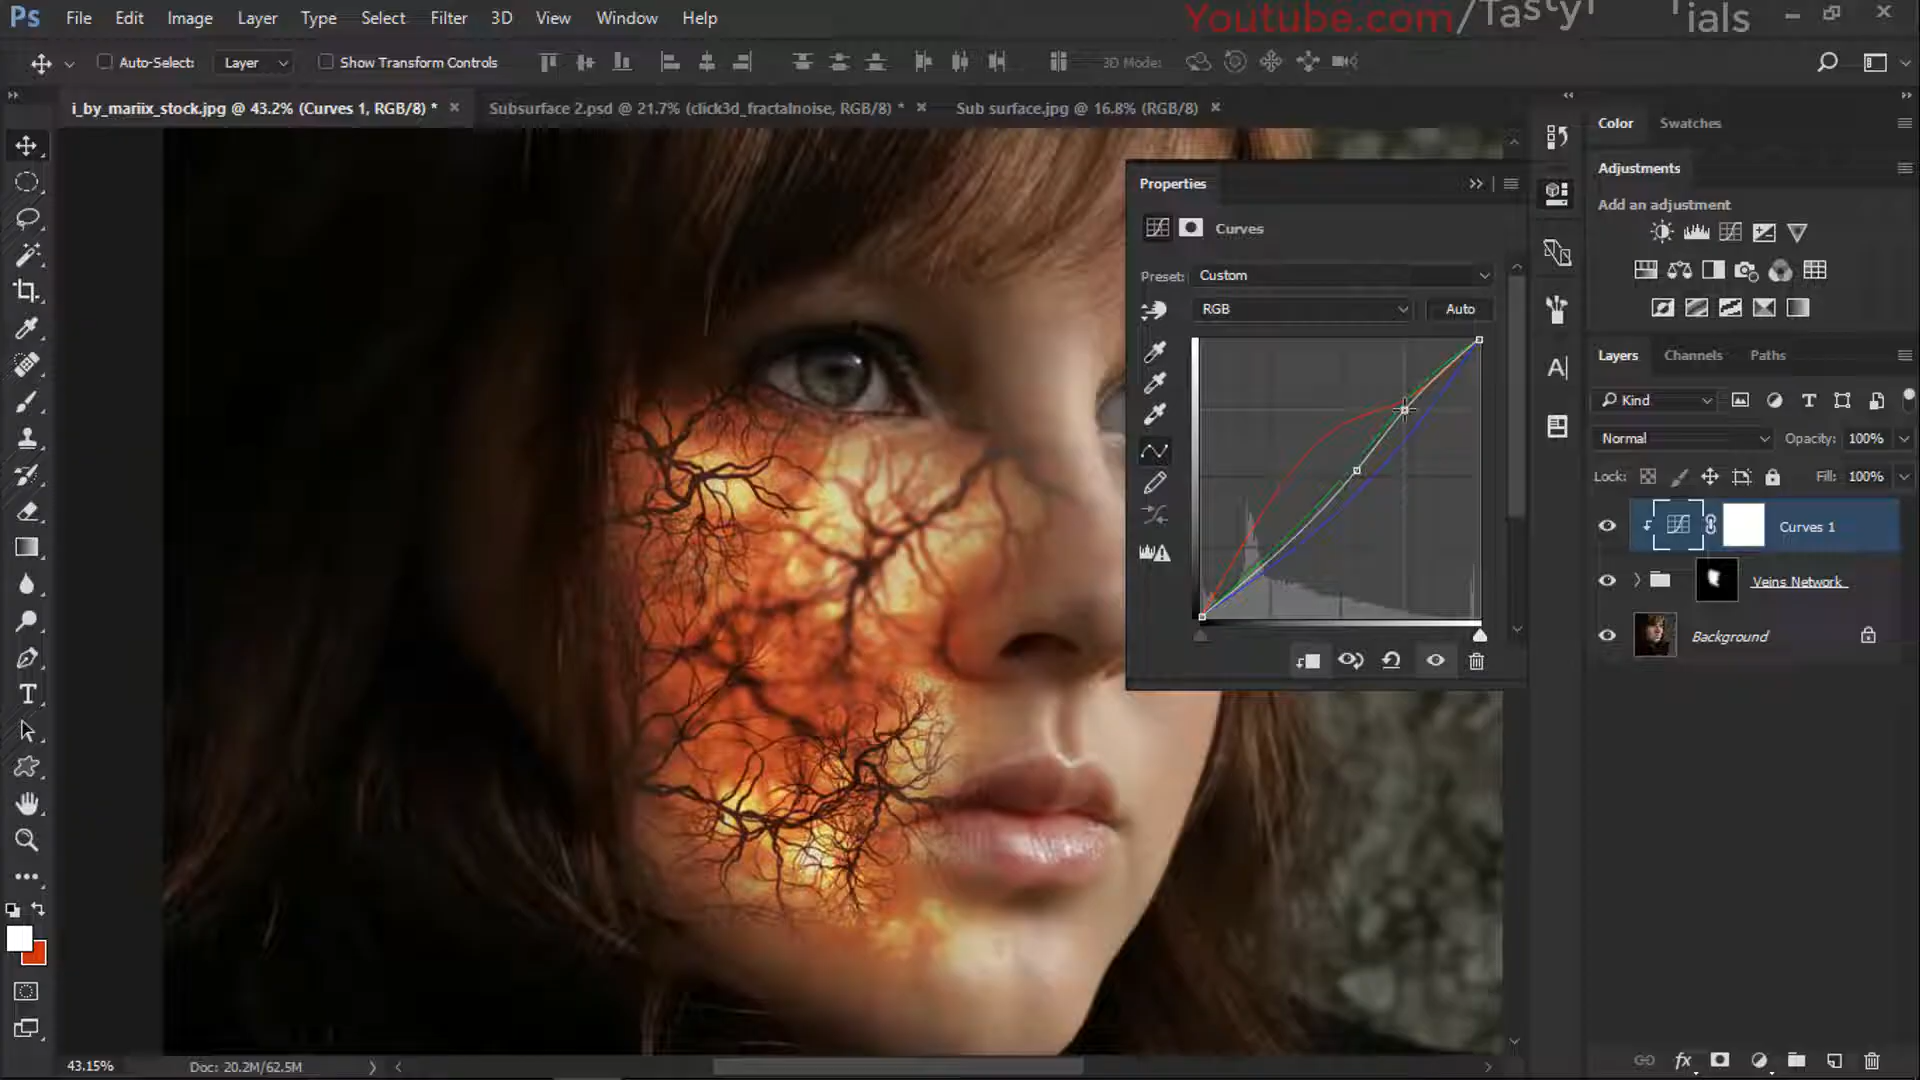 Ps File Edit Image Layer Type Select Filter 3D View Window Help
Youtube.com/Tasty
ials
Auto-Select: Layer Show Transform Controls 3D Mode:
i_by_mariix_stock.jpg @ 43.2% (Curves 1, RGB/8) * Subsurface 2.psd @ 21.7% (click3d_fractalnoise, RGB/8) * Sub surface.jpg @ 16.8% (RGB/8)
Properties
Curves
Preset: Custom
RGB Auto
Color Swatches
Adjustments
Add an adjustment
Layers Channels Paths
Kind
Normal Opacity: 100%
Lock: Fill: 100%
Curves 1
Veins Network
Background
43.15% Doc: 20.2M/62.5M